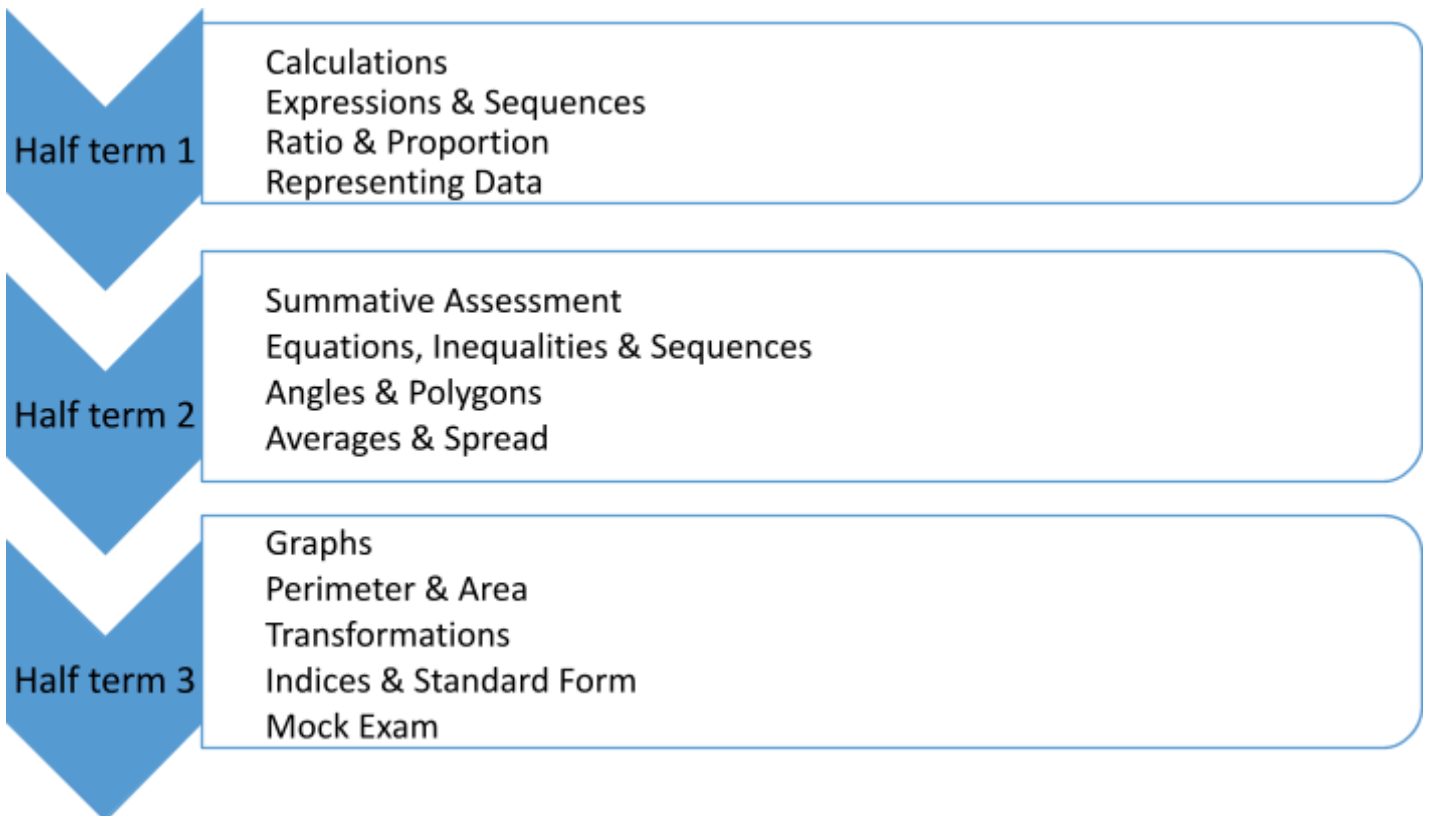 Half term 1
Calculations
Expressions & Sequences
Ratio & Proportion
Representing Data
Half term 2
Summative Assessment
Equations, Inequalities & Sequences
Angles & Polygons
Averages & Spread
Half term 3
Graphs
Perimeter & Area
Transformations
Indices & Standard Form
Mock Exam